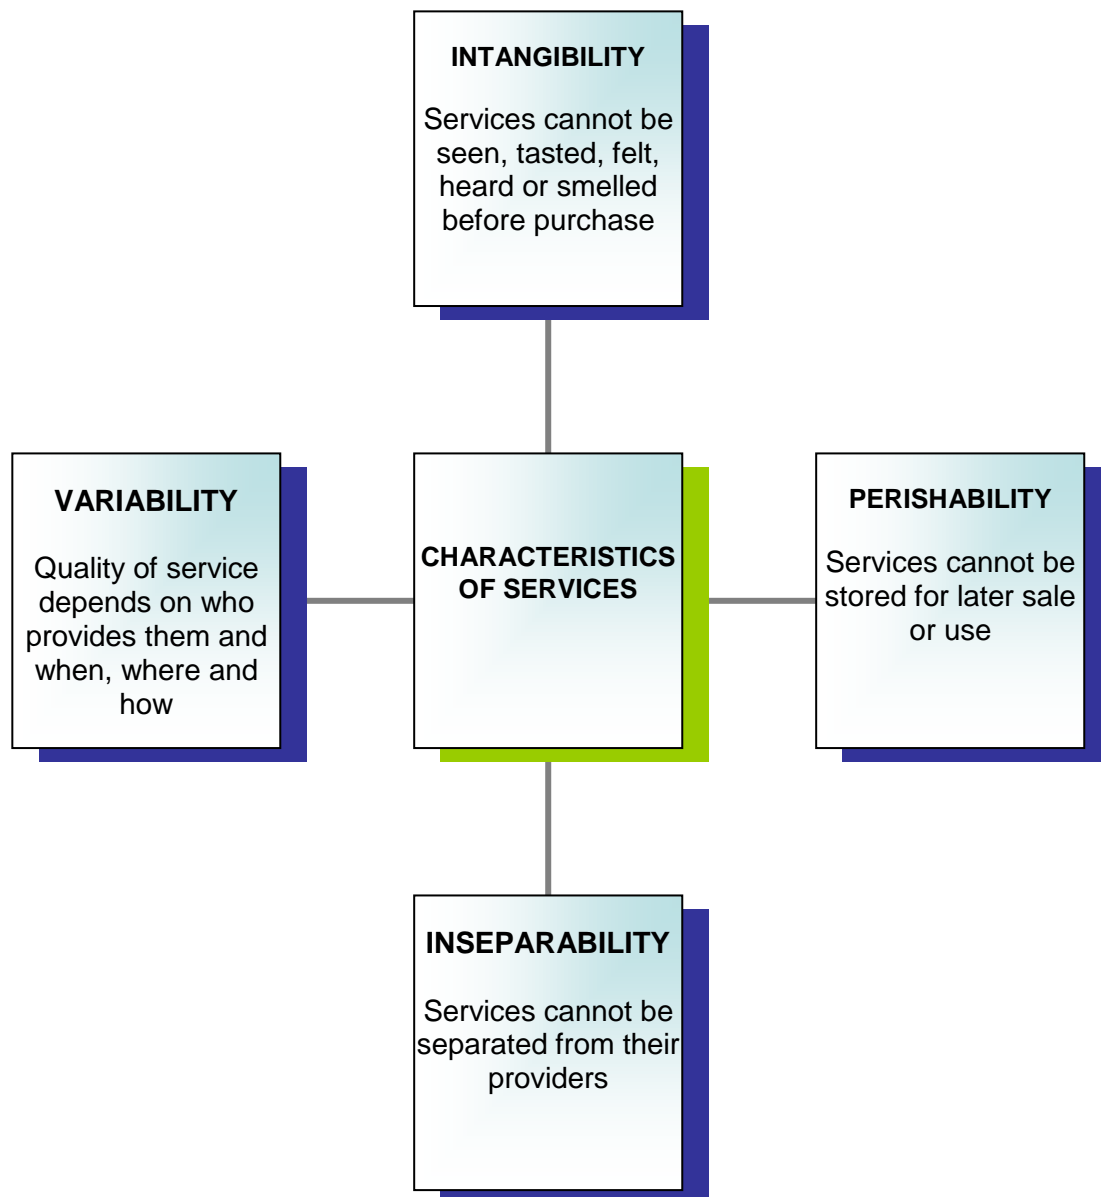 INTANGIBILITY
Services cannot be
seen, tasted, felt,
heard or smelled
before purchase
VARIABILITY
Quality of service
depends on who
provides them and
when, where and
how
CHARACTERISTICS
OF SERVICES
PERISHABILITY
Services cannot be
stored for later sale
or use
INSEPARABILITY
Services cannot be
separated from their
providers